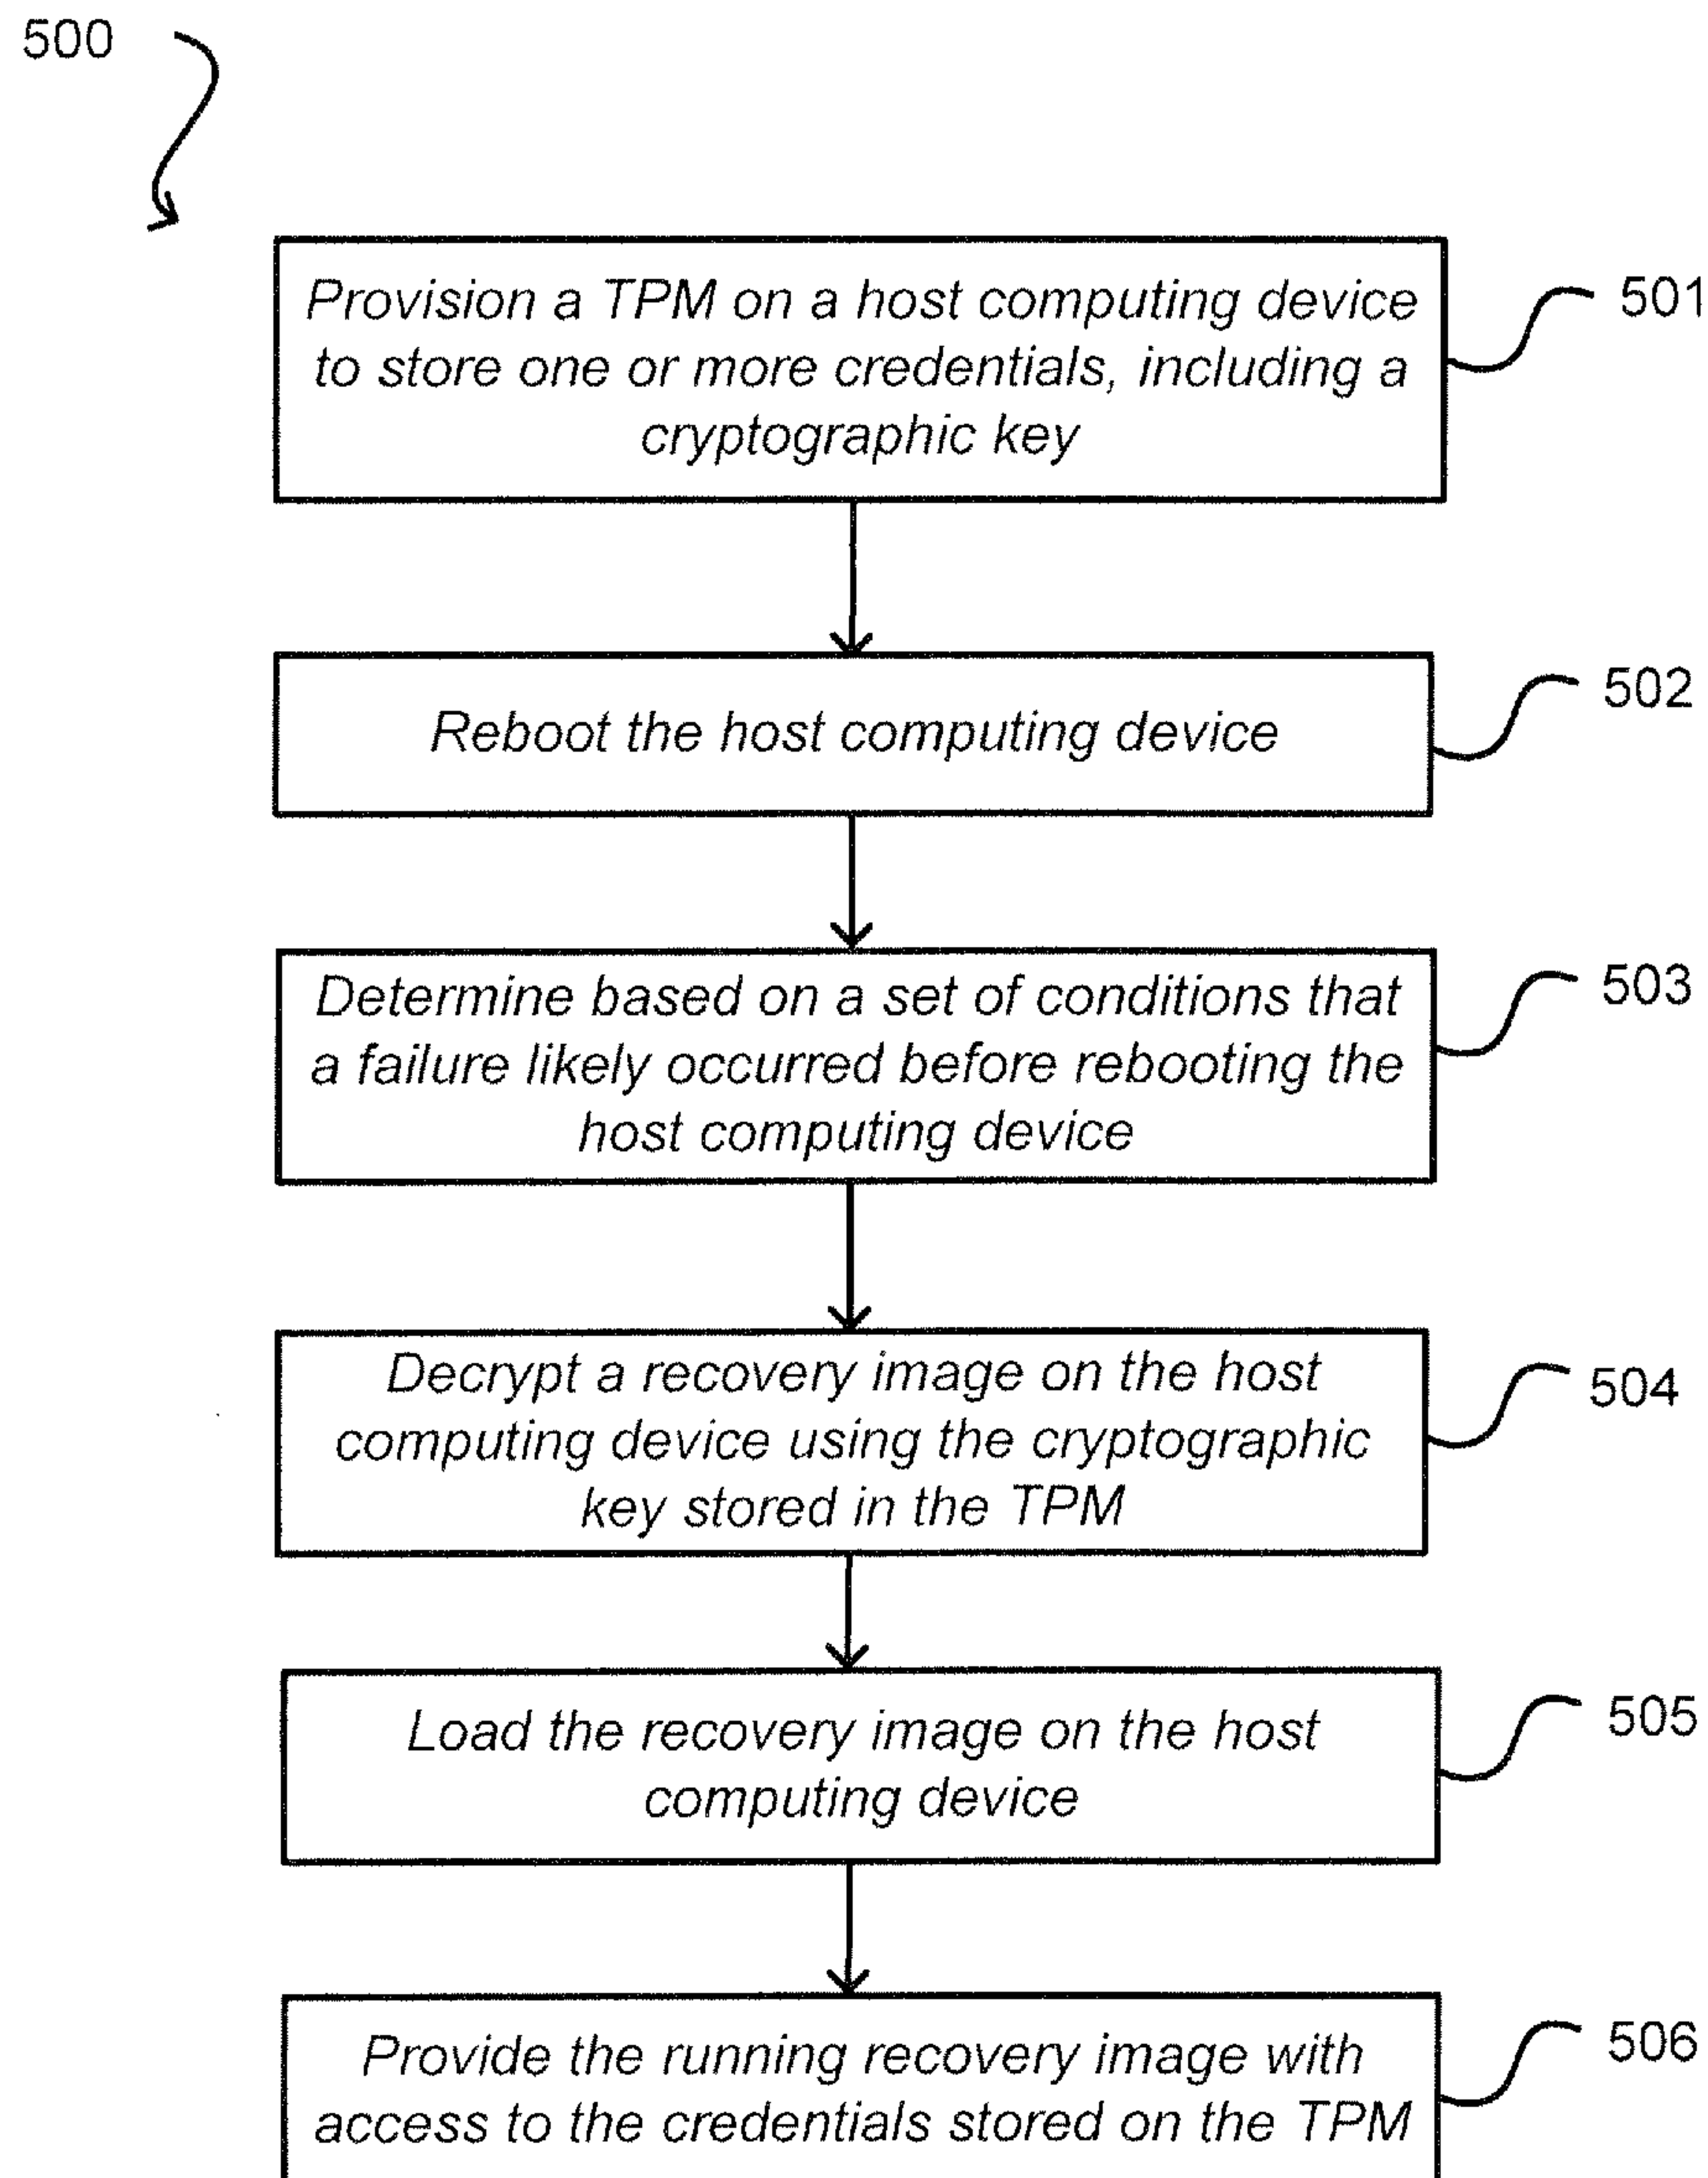 500
Provision a TPM on a host computing device
to store one or more credentials, including a
cryptographic key
501
Reboot the host computing device
502
Determine based on a set of conditions that
a failure likely occurred before rebooting the
host computing device
503
Decrypt a recovery image on the host
computing device using the cryptographic
key stored in the TPM
504
Load the recovery image on the host
computing device
505
Provide the running recovery image with
access to the credentials stored on the TPM
506